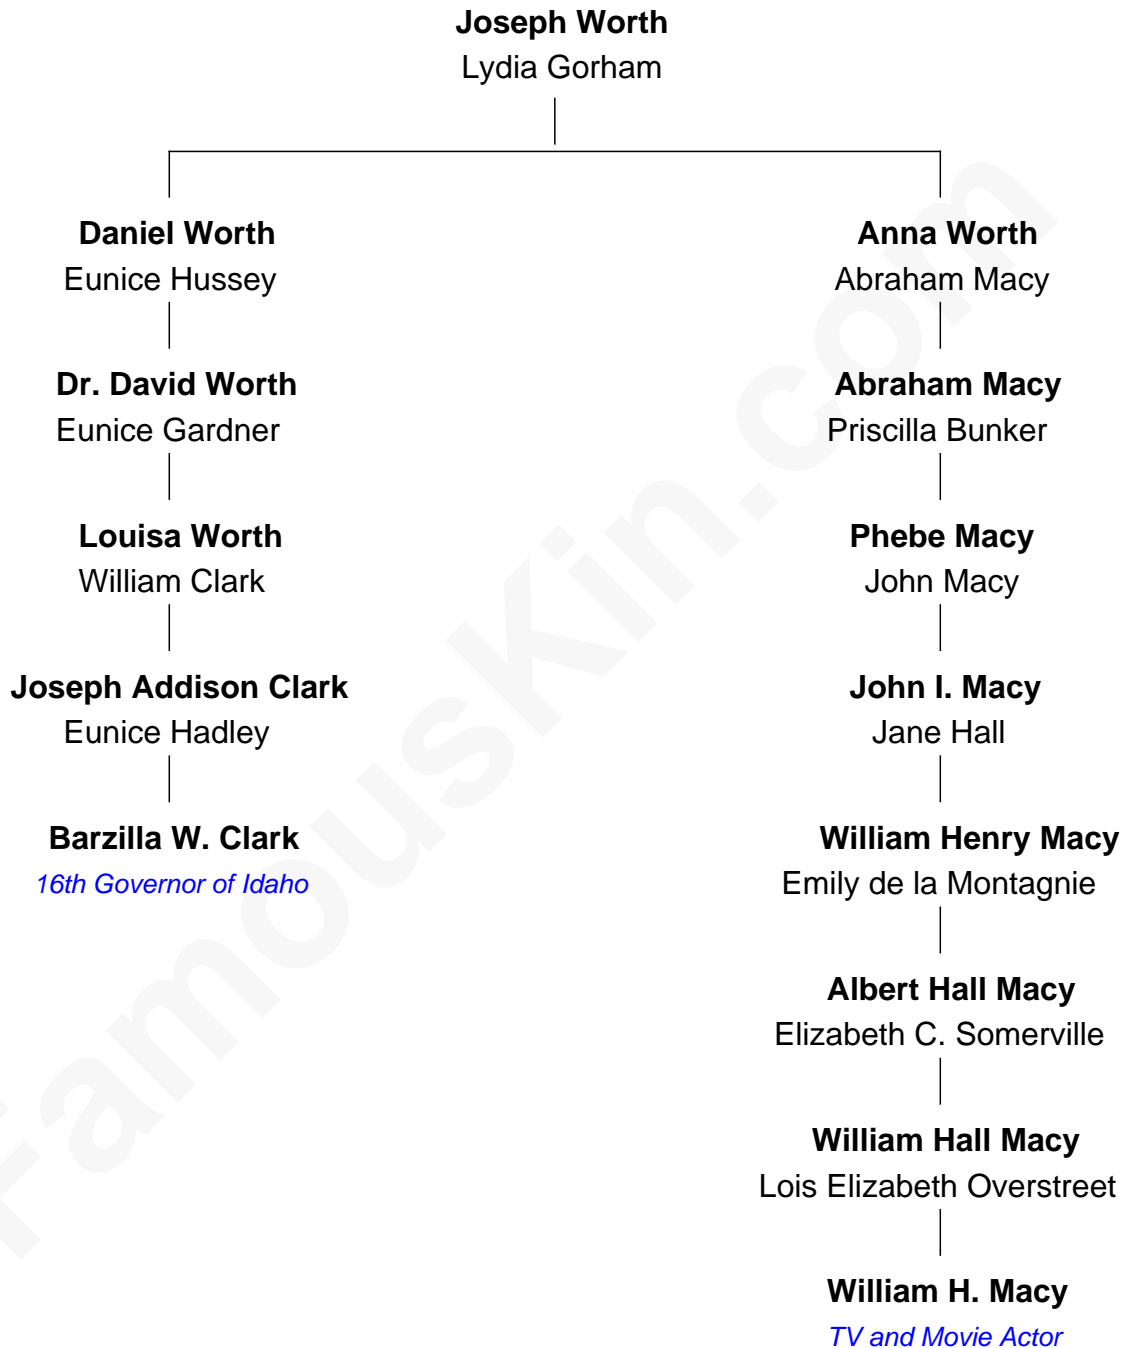 Joseph Worth
Lydia Gorham
Daniel Worth
Eunice Hussey
Dr. David Worth
Eunice Gardner
Louisa Worth
William Clark
Joseph Addison Clark
Eunice Hadley
Barzilla W. Clark
16th Governor of Idaho
Anna Worth
Abraham Macy
Abraham Macy
Priscilla Bunker
Phebe Macy
John Macy
John I. Macy
Jane Hall
William Henry Macy
Emily de la Montagnie
Albert Hall Macy
Elizabeth C. Somerville
William Hall Macy
Lois Elizabeth Overstreet
William H. Macy
TV and Movie Actor
FamousKin.com